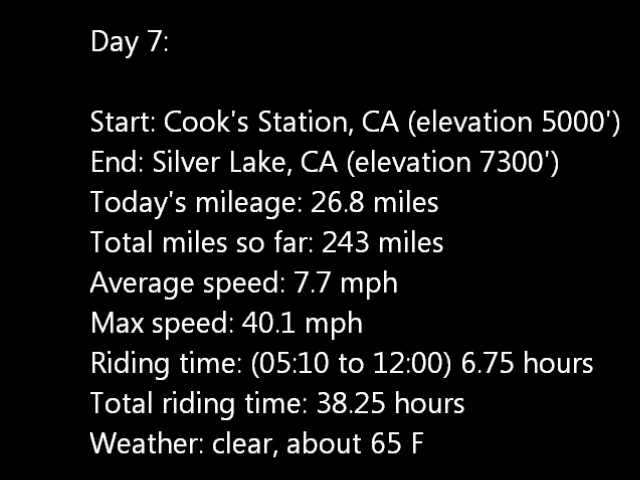 Day 7:
Start: Cook's Station, CA (elevation 5000')
End: Silver Lake, CA (elevation 7300')
Today's mileage: 26.8 miles
Total miles so far: 243 miles
Average speed: 7.7 mph
Max speed: 40.1 mph
Riding time: (05:10 to 12:00) 6.75 hours
Total riding time: 38.25 hours
Weather: clear, about 65 F